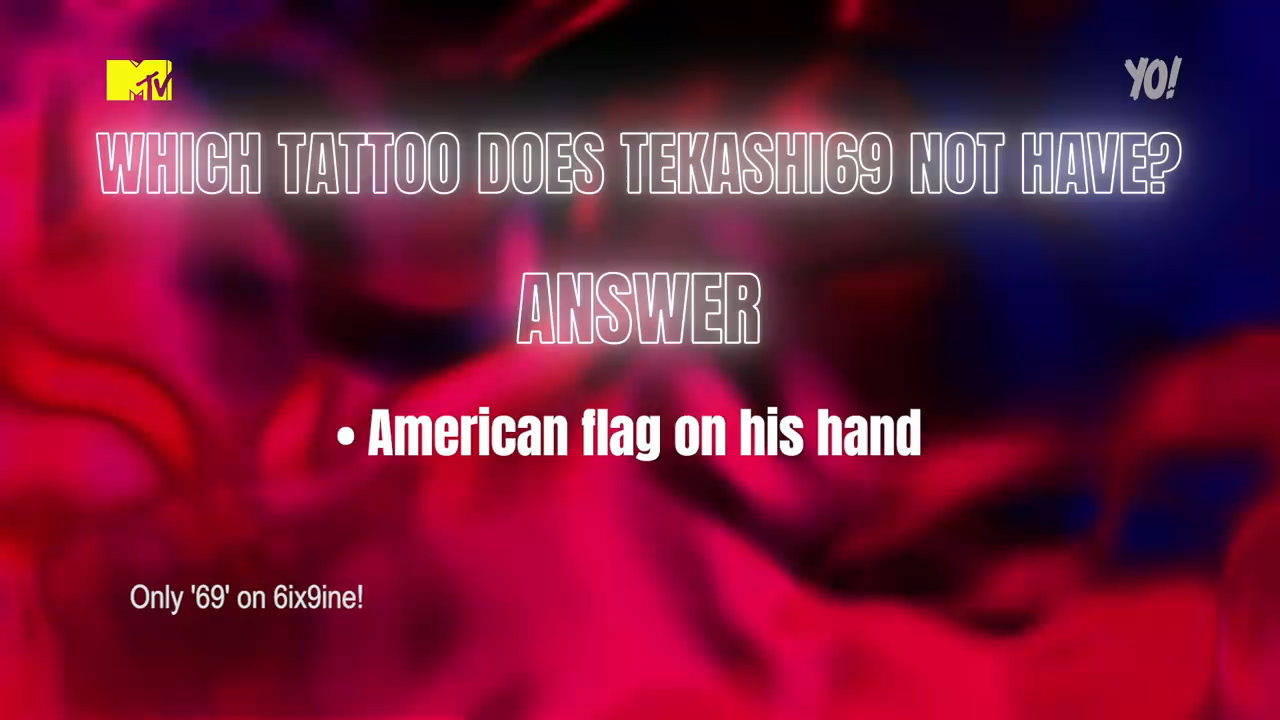 MTV
YO!
WHICH TATTOO DOES TEKASHI69 NOT HAVE?
ANSWER
• American flag on his hand
Only '69' on 6ix9ine!